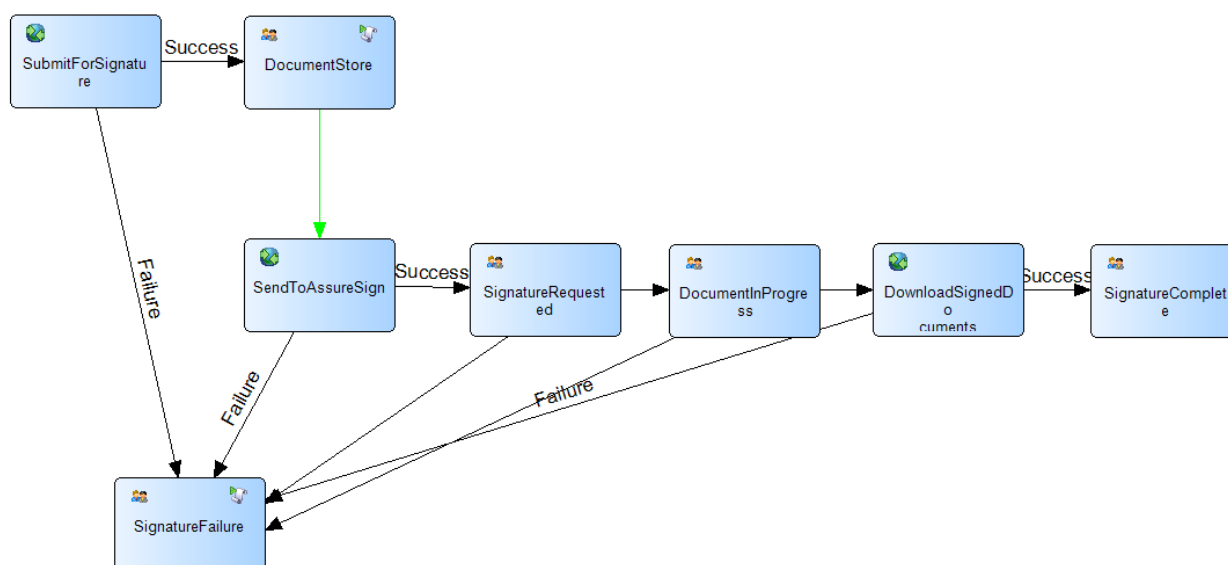 SubmitForSignatu
re
Success
DocumentStore
Failure
SendToAssureSign
Success
SignatureRequest
ed
DocumentInProgre
ss
DownloadSignedD
o
cuments
Success
SignatureComplet
e
Failure
Failure
SignatureFailure